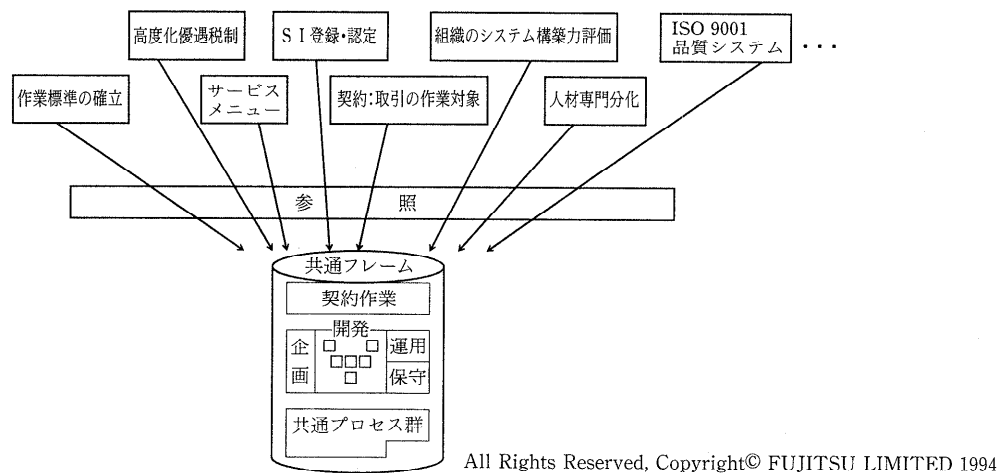 高度化優遇税制
ＳＩ登録・認定
組織のシステム構築力評価
ISO 9001
品質システム
・・・
作業標準の確立
サービス
メニュー
契約:取引の作業対象
人材専門分化
参　照
共通フレーム
契約作業
開発
企
画
運用
保守
共通プロセス群
All Rights Reserved, Copyright© FUJITSU LIMITED 1994